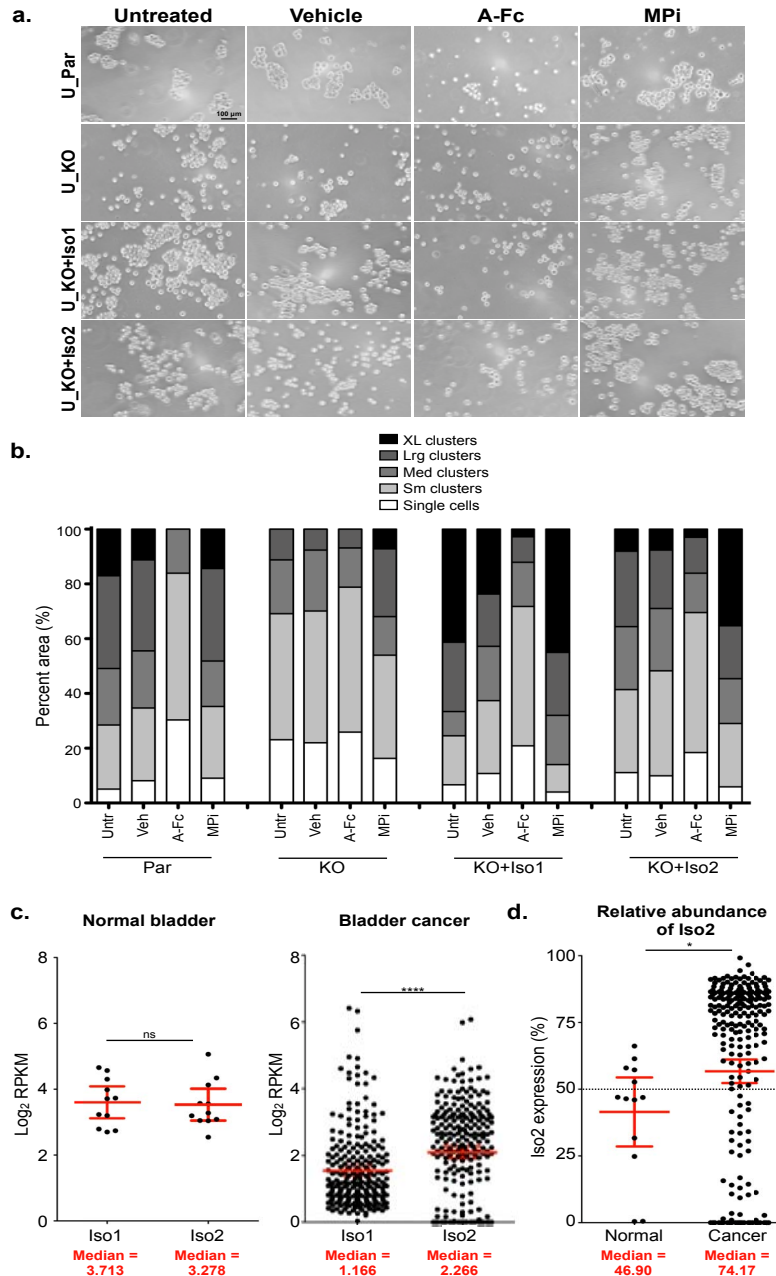 a.
Untreated Vehicle A-Fc MPi
U_Par
100 µm
U_KO
U_KO+Iso1
U_KO+Iso2
b.
XL clusters
Lrg clusters
Med clusters
Sm clusters
Single cells
Percent area (%)
100
80
60
40
20
0
Untr Veh A-Fc MPi Untr Veh A-Fc MPi Untr Veh A-Fc MPi Untr Veh A-Fc MPi
Par KO KO+Iso1 KO+Iso2
c.
Normal bladder
Log2 RPKM
8
6
4
2
0
ns
Iso1 Iso2
Median = Median =
3.713 3.278
Bladder cancer
Log2 RPKM
8
6
4
2
0
****
Iso1 Iso2
Median = Median =
1.166 2.266
d.
Relative abundance
of Iso2
Iso2 expression (%)
100
75
50
25
0
*
Normal Cancer
Median = Median =
46.90 74.17